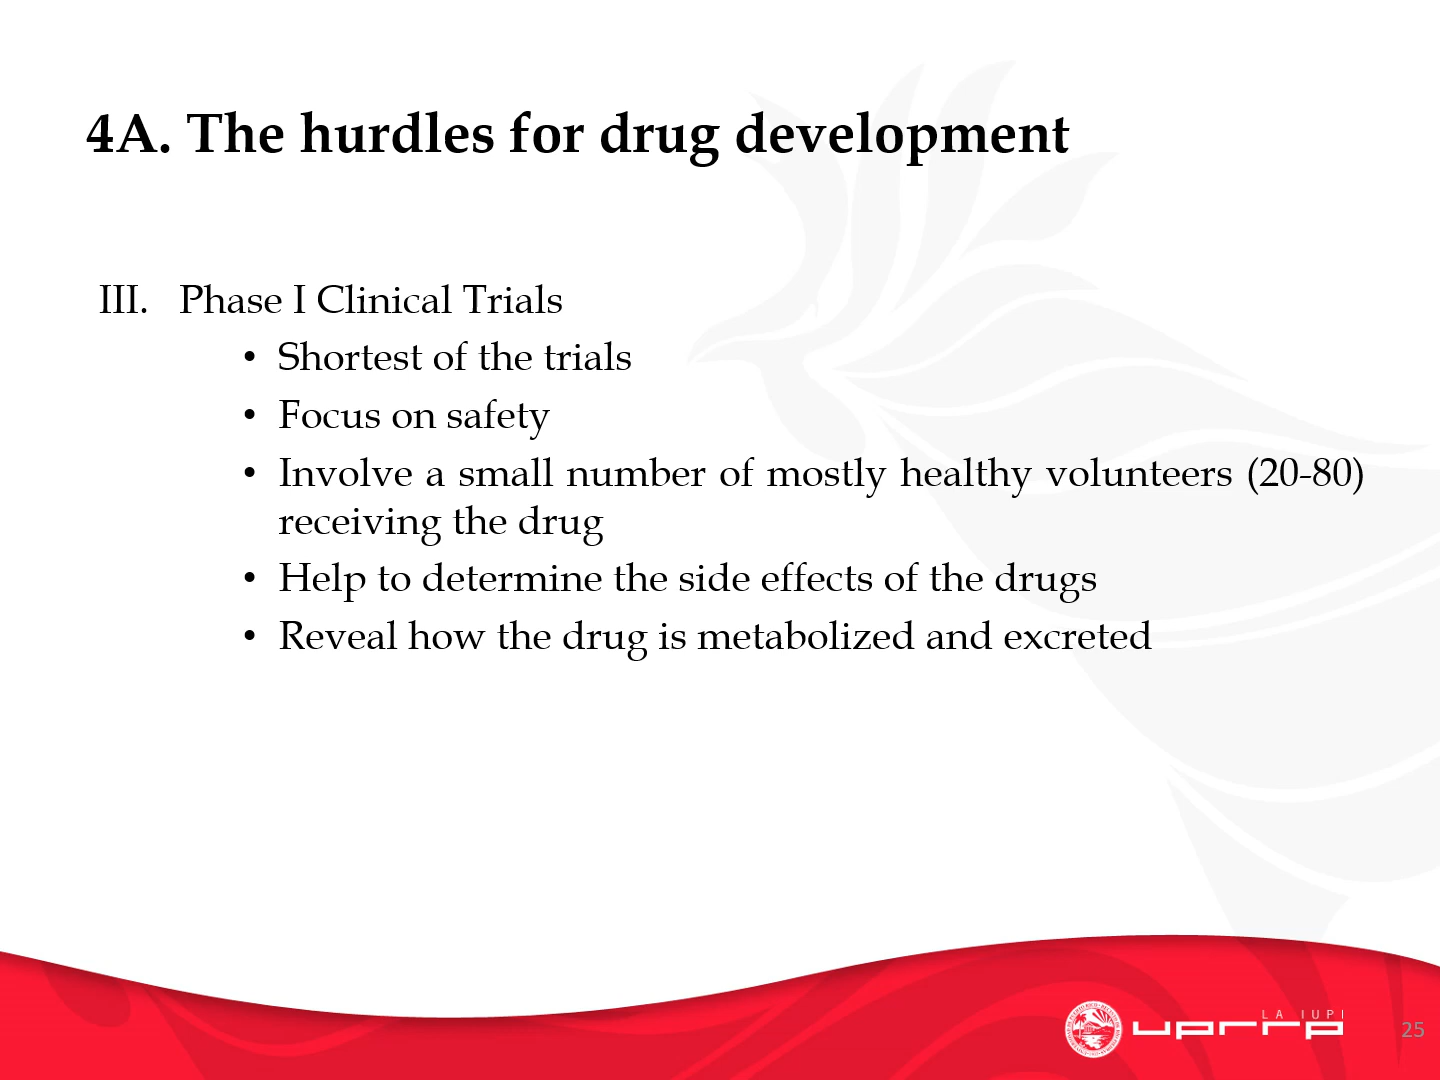 4A. The hurdles for drug development
III. Phase I Clinical Trials
• Shortest of the trials
• Focus on safety
• Involve a small number of mostly healthy volunteers (20-80)
receiving the drug
• Help to determine the side effects of the drugs
• Reveal how the drug is metabolized and excreted
LA IUPI
uprrp
25